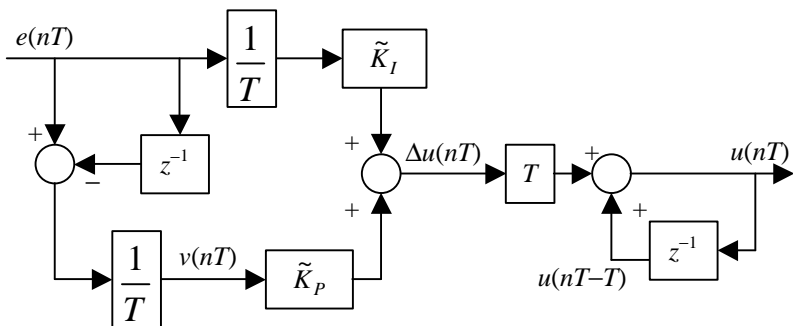 e(nT)
1
T
K̃_I
+
−
z⁻¹
+
+
Δu(nT)
T
+
u(nT)
+
z⁻¹
u(nT−T)
1
T
v(nT)
K̃_P